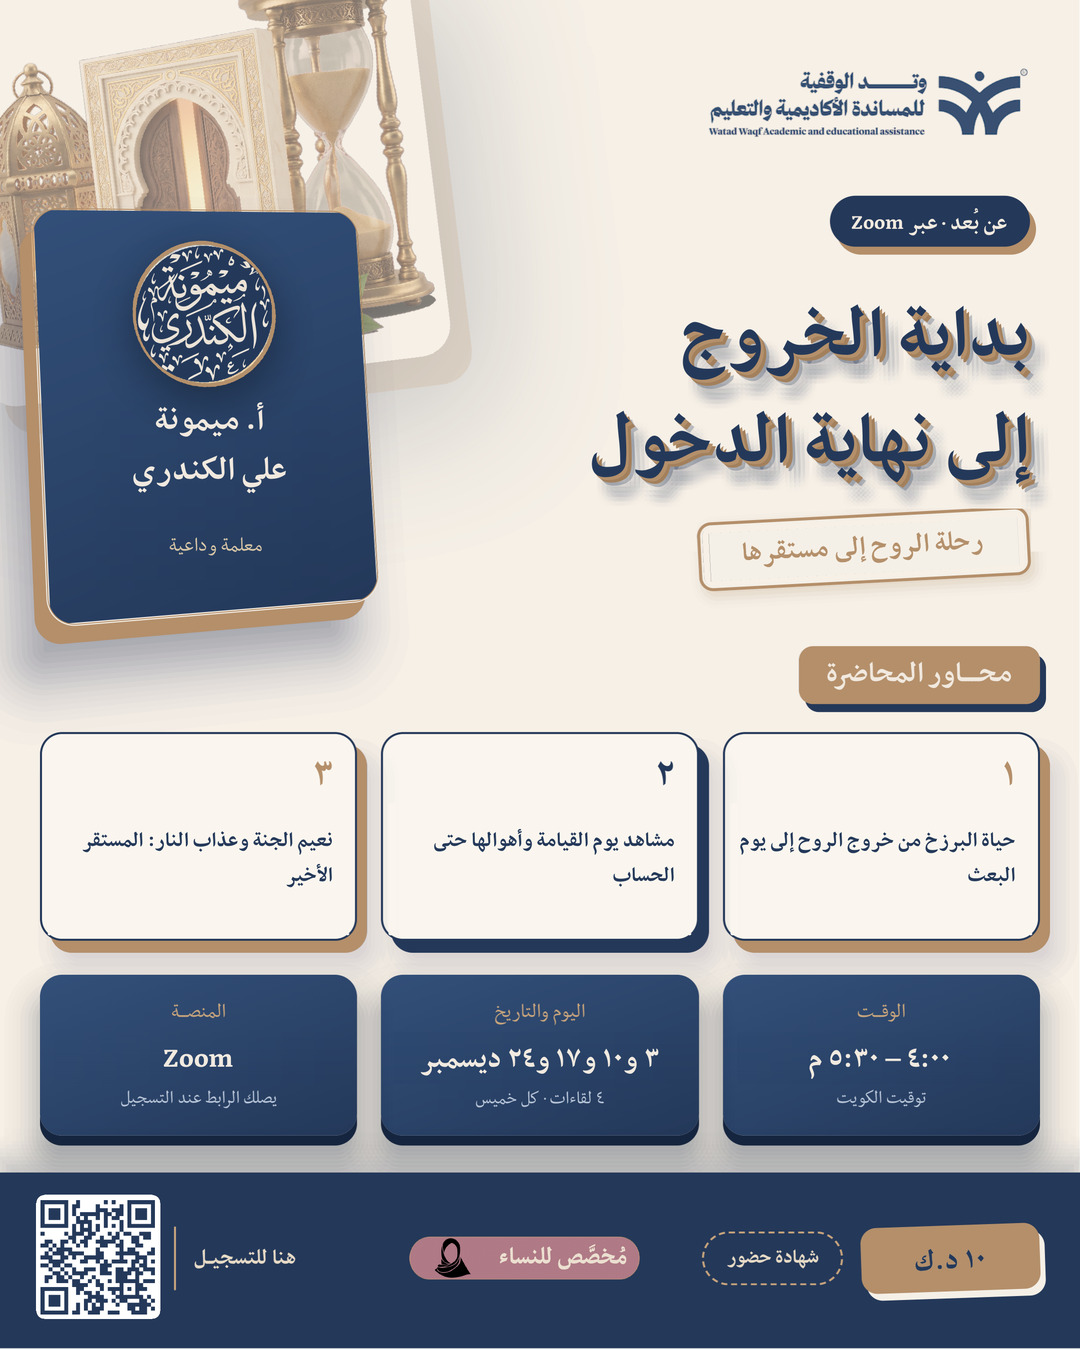 وتـــد الوقفية
للمساندة الأكاديمية والتعليم
Watad Waqf Academic and educational assistance
عن بُعد · عبر Zoom
بداية الخروج
إلى نهاية الدخول
رحلة الروح إلى مستقرها
ميمونة
الكندري
أ. ميمونة
علي الكندري
معلمة وداعية
محـــاور المحاضرة
١
حياة البرزخ من خروج الروح إلى يوم
البعث
٢
مشاهد يوم القيامة وأهوالها حتى
الحساب
٣
نعيم الجنة وعذاب النار: المستقر
الأخير
الوقـت
٤:٠٠ – ٥:٣٠ م
توقيت الكويت
اليوم والتاريخ
٣ و١٠ و١٧ و٢٤ ديسمبر
٤ لقاءات · كل خميس
المنصـة
Zoom
يصلك الرابط عند التسجيل
١٠ د.ك
شهادة حضور
مُخصَّص للنساء
هنا للتسجيـل